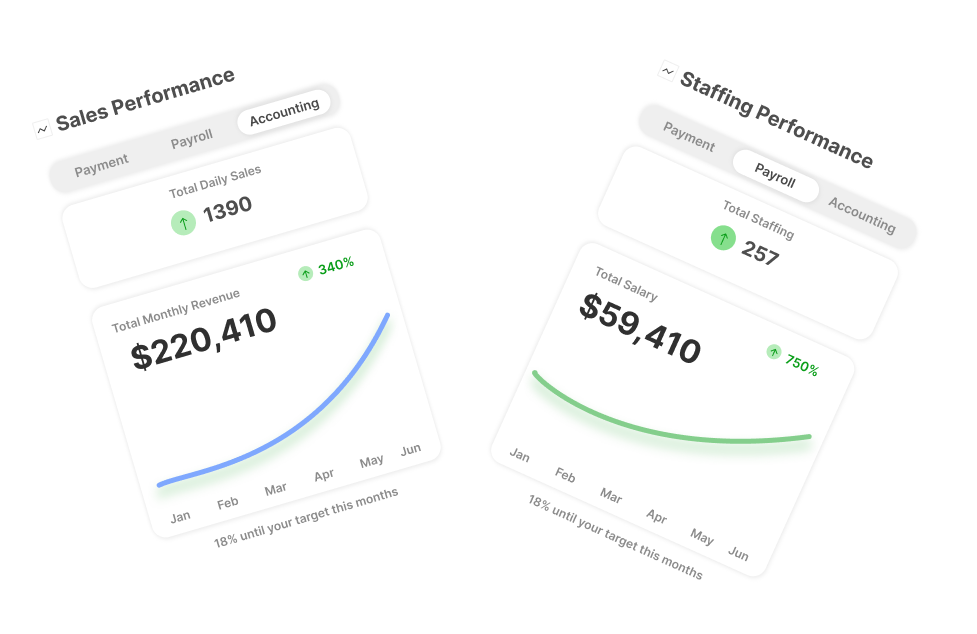 Sales Performance
Payment Payroll Accounting
Total Daily Sales
1390
340%
Total Monthly Revenue
$220,410
Jan Feb Mar Apr May Jun
18% until your target this months
Staffing Performance
Payment Payroll Accounting
Total Staffing
257
Total Salary
$59,410
750%
Jan Feb Mar Apr May Jun
18% until your target this months